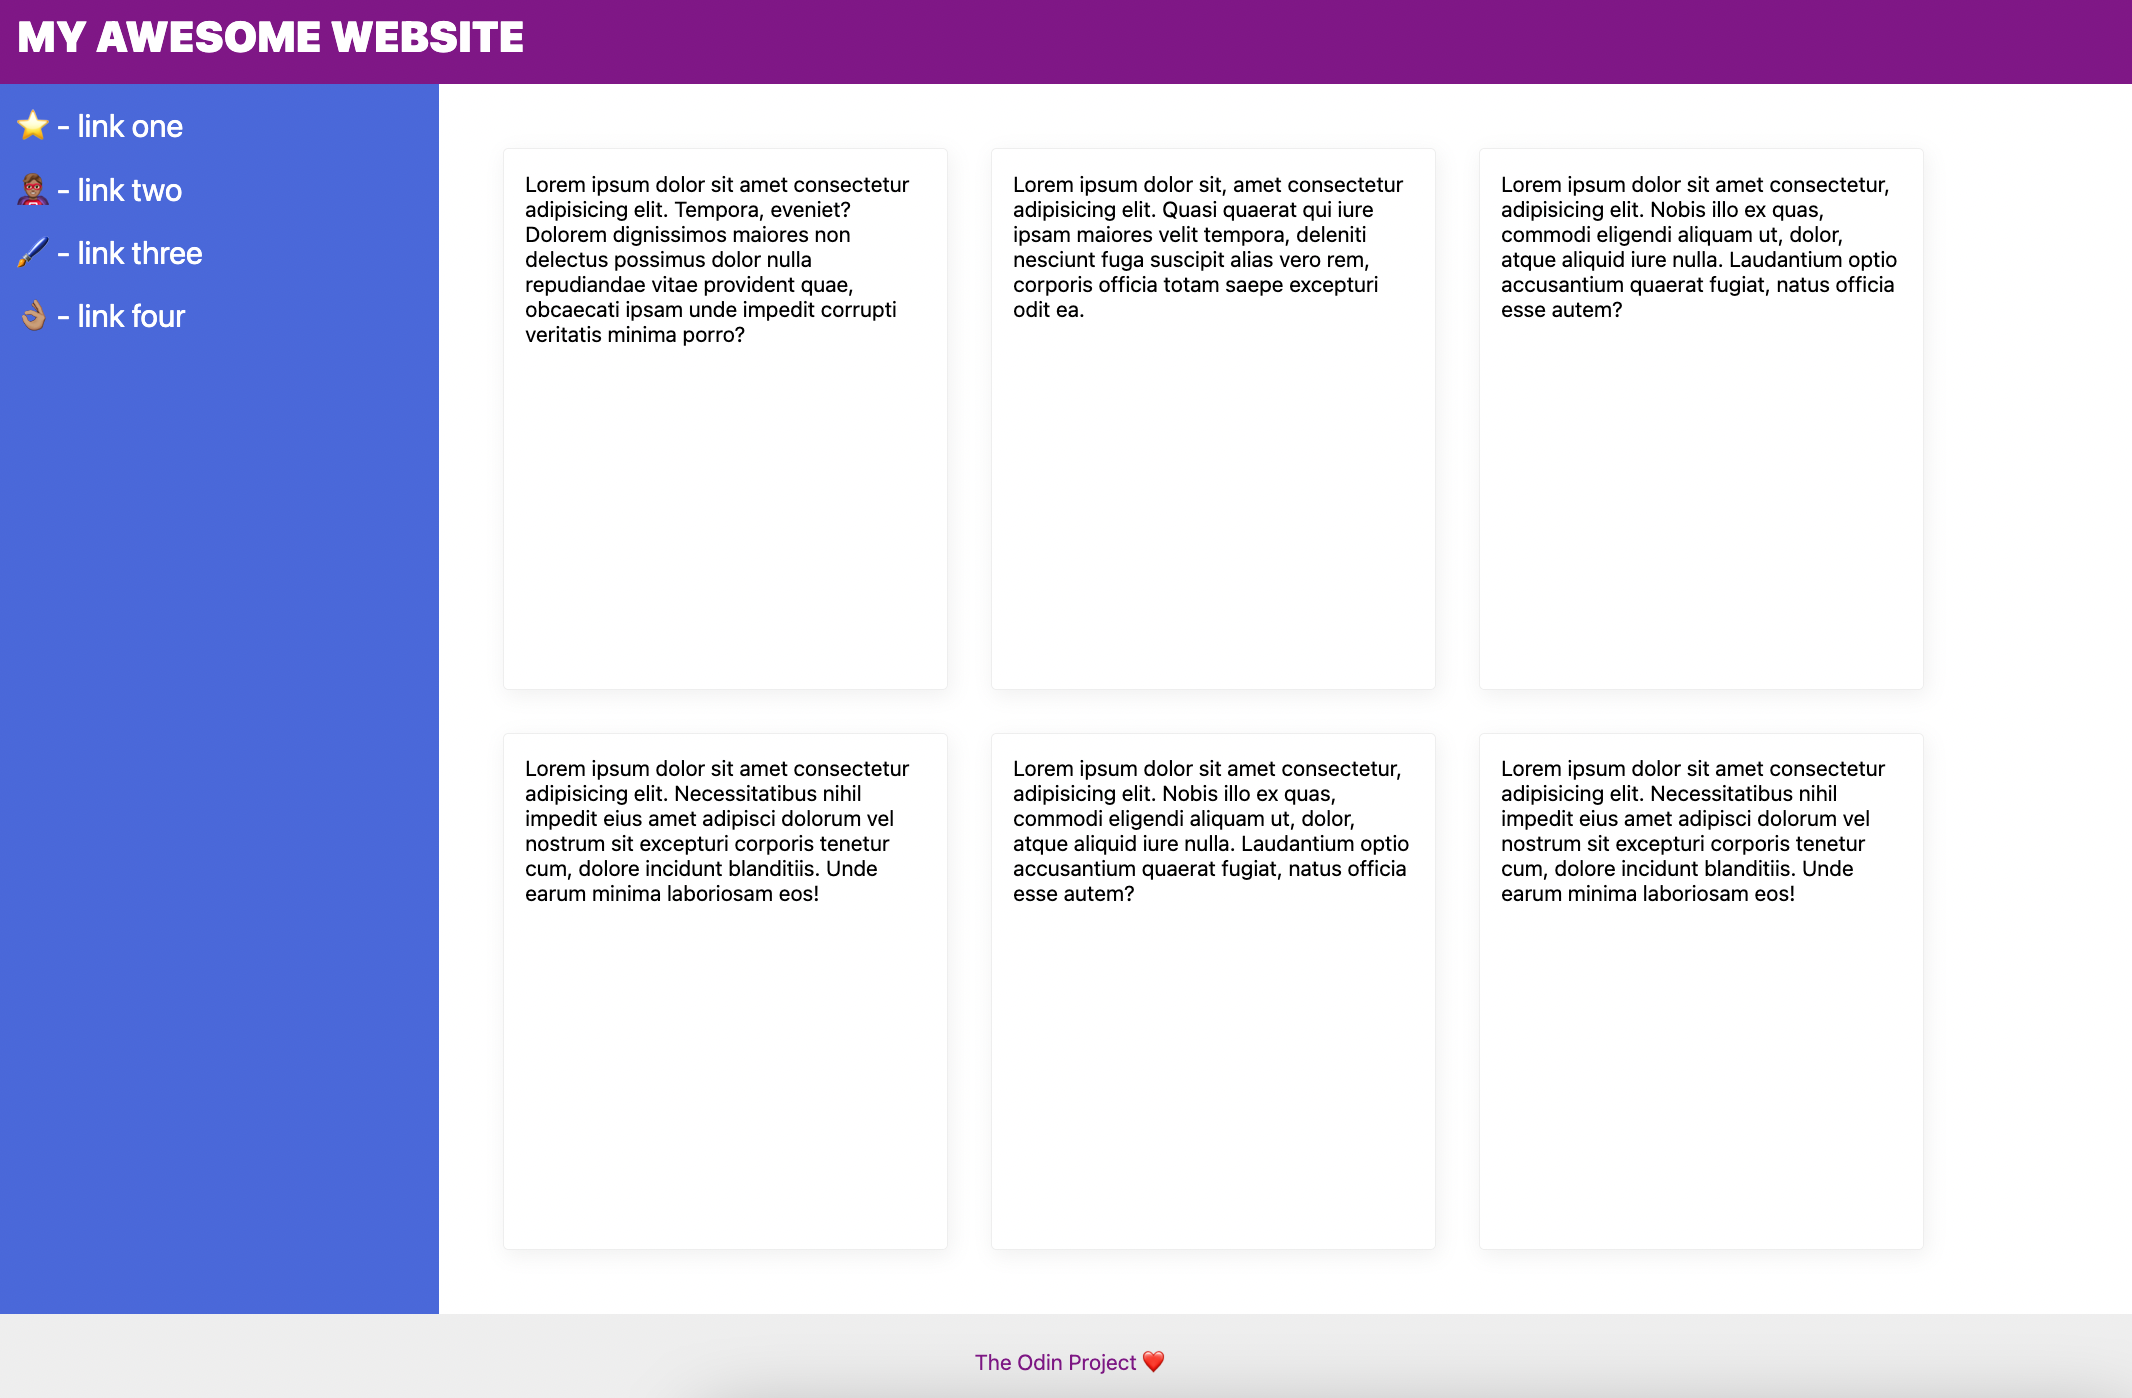 MY AWESOME WEBSITE
⭐ - link one
🦸🏽‍♂️ - link two
🖌️ - link three
👌🏽 - link four
Lorem ipsum dolor sit amet consectetur
adipisicing elit. Tempora, eveniet?
Dolorem dignissimos maiores non
delectus possimus dolor nulla
repudiandae vitae provident quae,
obcaecati ipsam unde impedit corrupti
veritatis minima porro?
Lorem ipsum dolor sit, amet consectetur
adipisicing elit. Quasi quaerat qui iure
ipsam maiores velit tempora, deleniti
nesciunt fuga suscipit alias vero rem,
corporis officia totam saepe excepturi
odit ea.
Lorem ipsum dolor sit amet consectetur,
adipisicing elit. Nobis illo ex quas,
commodi eligendi aliquam ut, dolor,
atque aliquid iure nulla. Laudantium optio
accusantium quaerat fugiat, natus officia
esse autem?
Lorem ipsum dolor sit amet consectetur
adipisicing elit. Necessitatibus nihil
impedit eius amet adipisci dolorum vel
nostrum sit excepturi corporis tenetur
cum, dolore incidunt blanditiis. Unde
earum minima laboriosam eos!
Lorem ipsum dolor sit amet consectetur,
adipisicing elit. Nobis illo ex quas,
commodi eligendi aliquam ut, dolor,
atque aliquid iure nulla. Laudantium optio
accusantium quaerat fugiat, natus officia
esse autem?
Lorem ipsum dolor sit amet consectetur
adipisicing elit. Necessitatibus nihil
impedit eius amet adipisci dolorum vel
nostrum sit excepturi corporis tenetur
cum, dolore incidunt blanditiis. Unde
earum minima laboriosam eos!
The Odin Project ❤️